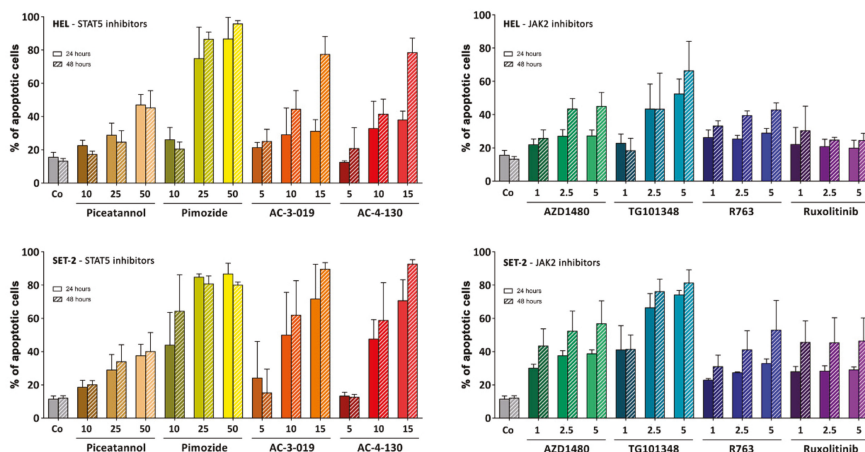 HEL - STAT5 inhibitors
24 hours
48 hours
% of apoptotic cells
100
80
60
40
20
0
Co 10 25 50 10 25 50 5 10 15 5 10 15
Piceatannol Pimozide AC-3-019 AC-4-130
HEL - JAK2 inhibitors
24 hours
48 hours
% of apoptotic cells
100
80
60
40
20
0
Co 1 2.5 5 1 2.5 5 1 2.5 5 1 2.5 5
AZD1480 TG101348 R763 Ruxolitinib
SET-2 - STAT5 inhibitors
24 hours
48 hours
% of apoptotic cells
100
80
60
40
20
0
Co 10 25 50 10 25 50 5 10 15 5 10 15
Piceatannol Pimozide AC-3-019 AC-4-130
SET-2 - JAK2 inhibitors
24 hours
48 hours
% of apoptotic cells
100
80
60
40
20
0
Co 1 2.5 5 1 2.5 5 1 2.5 5 1 2.5 5
AZD1480 TG101348 R763 Ruxolitinib